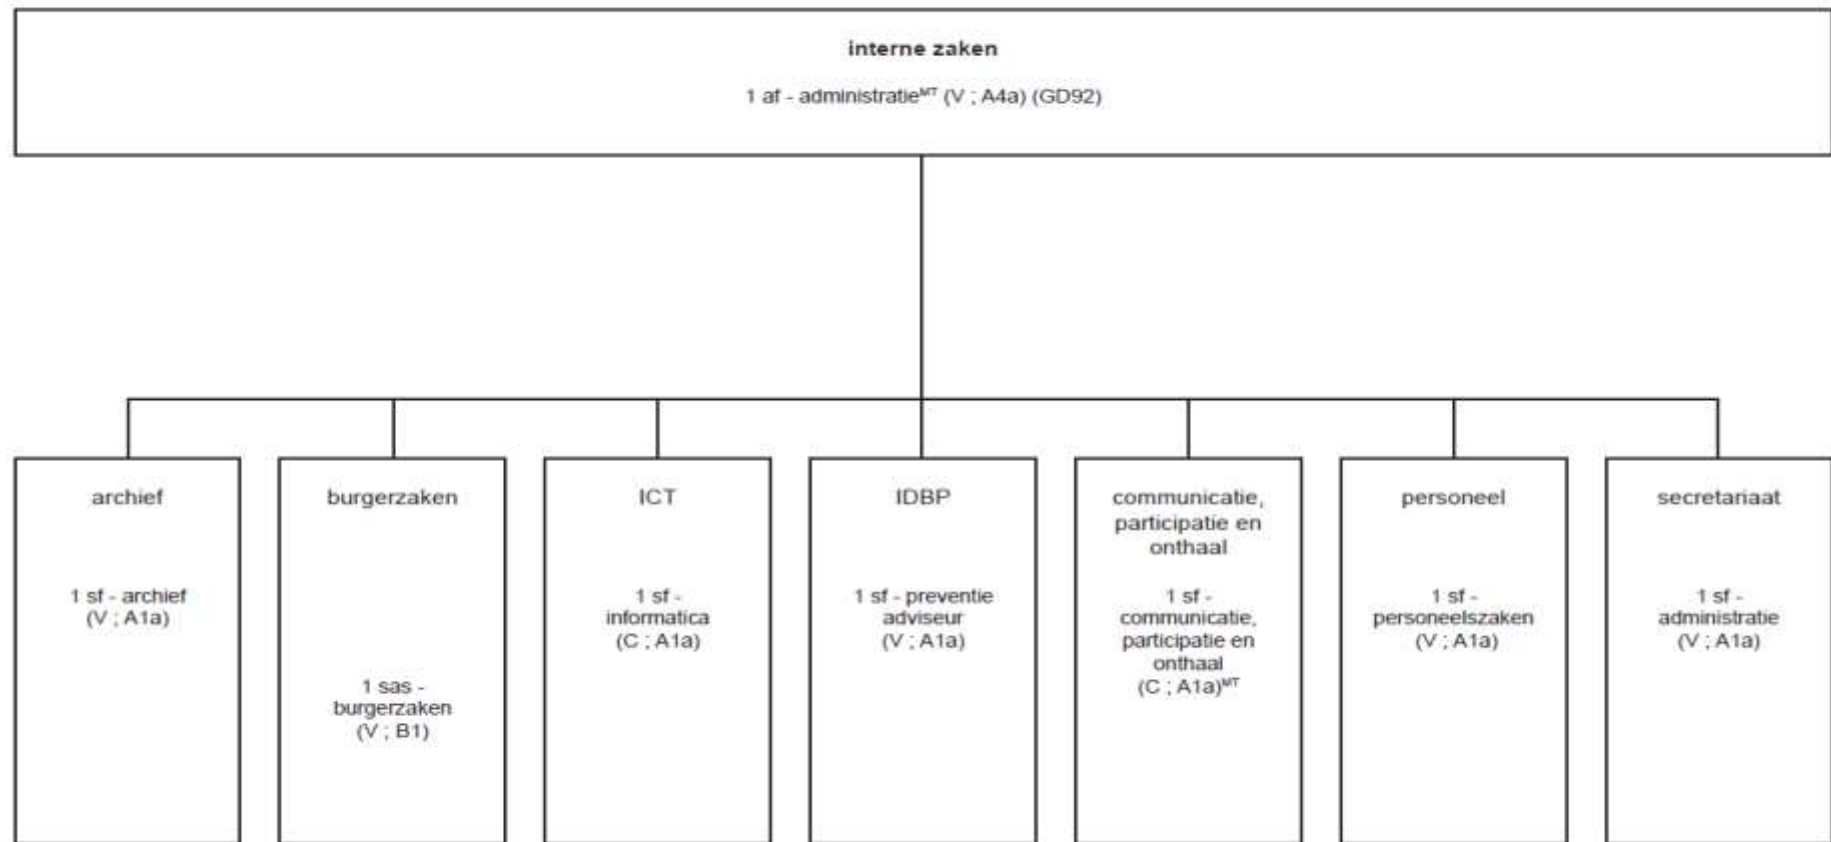 interne zaken
1 af - administratieᴹᵀ (V ; A4a) (GD92)
archief
1 sf - archief
(V ; A1a)
burgerzaken
1 sas -
burgerzaken
(V ; B1)
ICT
1 sf -
informatica
(C ; A1a)
IDBP
1 sf - preventie
adviseur
(V ; A1a)
communicatie,
participatie en
onthaal
1 sf -
communicatie,
participatie en
onthaal
(C ; A1a)ᴹᵀ
personeel
1 sf -
personeelszaken
(V ; A1a)
secretariaat
1 sf -
administratie
(V ; A1a)